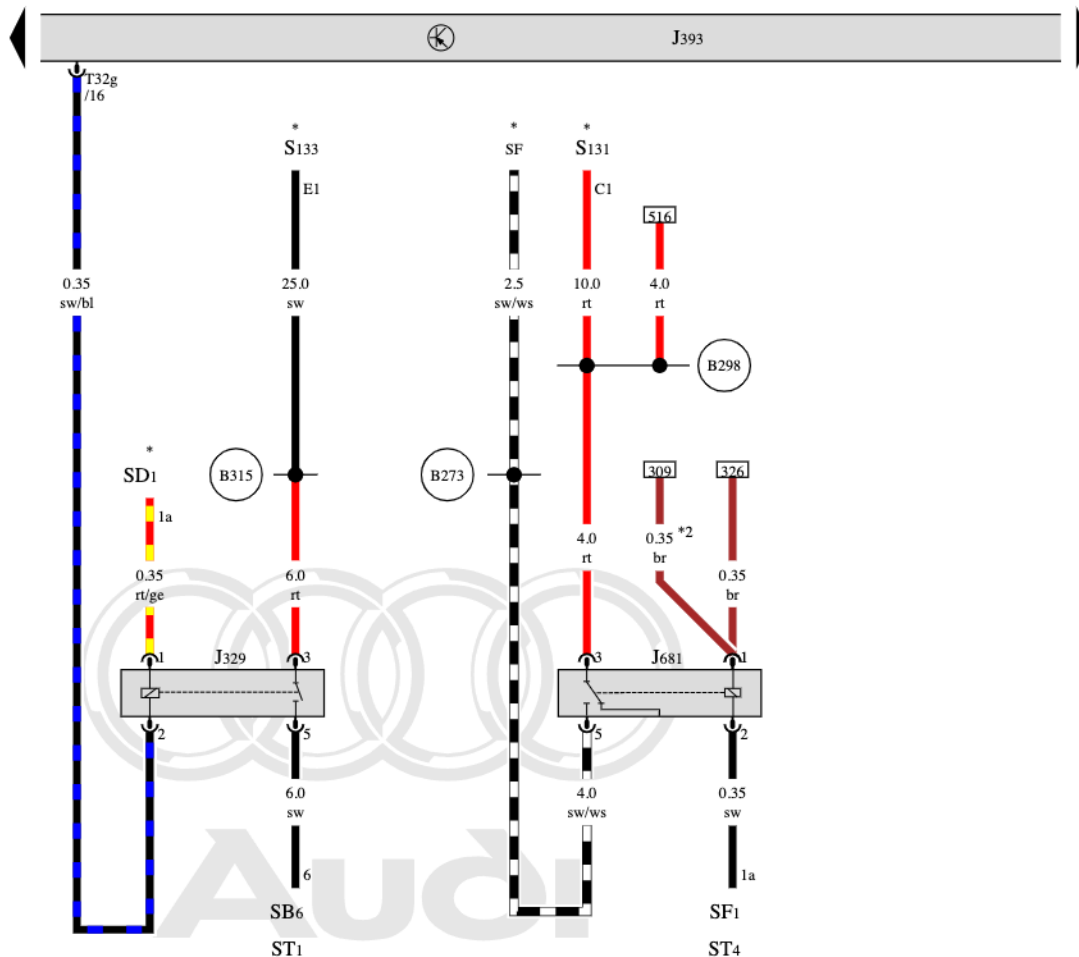 J393
T32g
/16
*
S133
E1
*
SF
*
S131
C1
516
0.35
sw/bl
25.0
sw
2.5
sw/ws
10.0
rt
4.0
rt
B298
*
SD1
1a
B315
B273
309
326
0.35
rt/ge
6.0
rt
4.0
rt
0.35 *2
br
0.35
br
1
J329
3
3
J681
1
2
5
5
2
6.0
sw
4.0
sw/ws
0.35
sw
6
1a
SB6
ST1
SF1
ST4
Audi